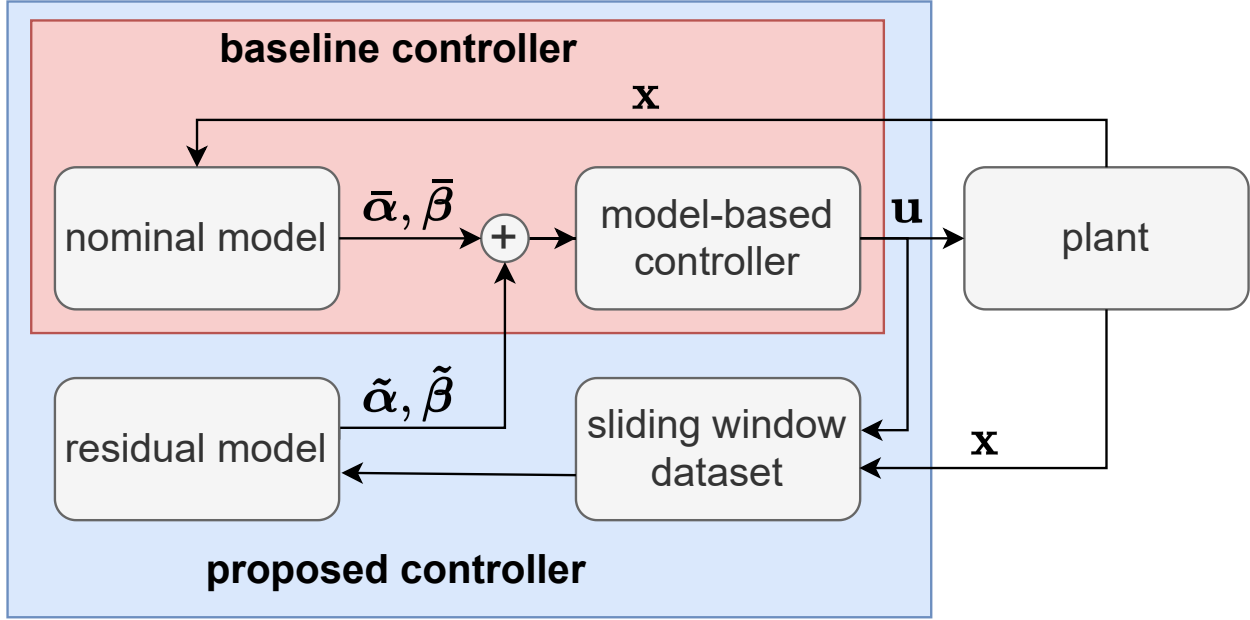 baseline controller
x
nominal model
ᾱ, β̄
+
model-based
controller
u
plant
residual model
α̃, β̃
sliding window
dataset
x
proposed controller